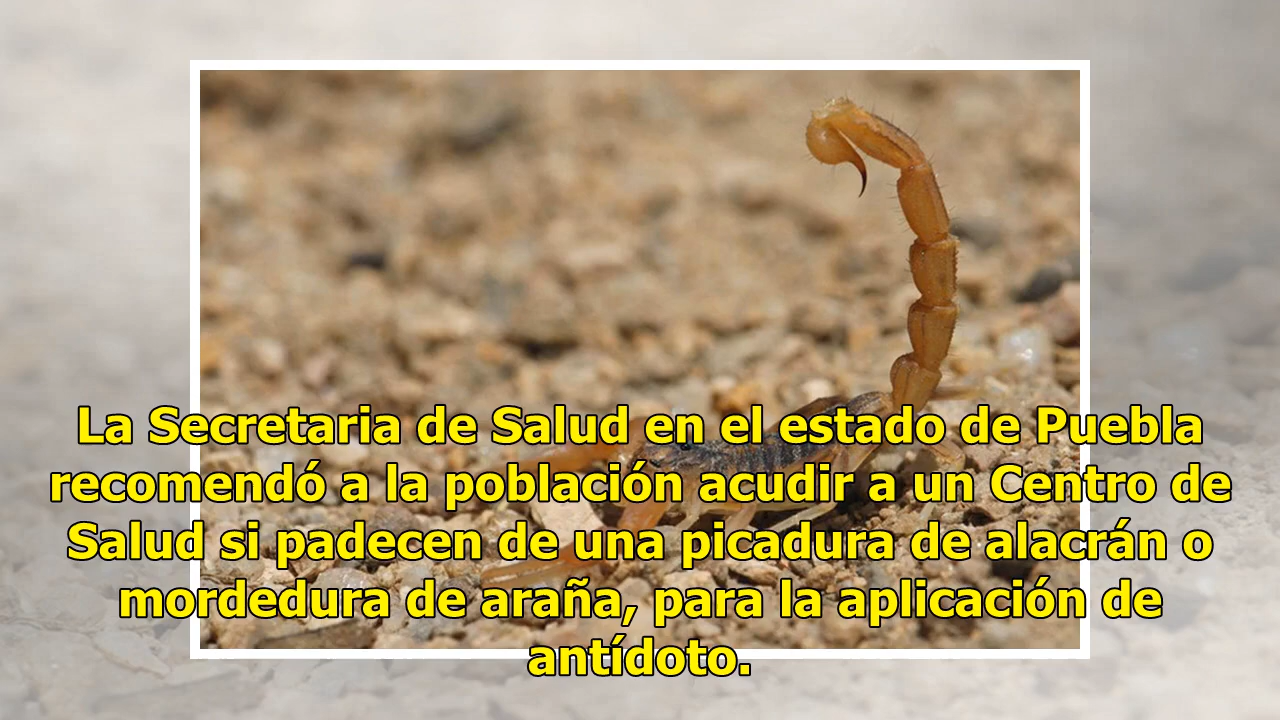 La Secretaria de Salud en el estado de Puebla
recomendó a la población acudir a un Centro de
Salud si padecen de una picadura de alacrán o
mordedura de araña, para la aplicación de
antídoto.